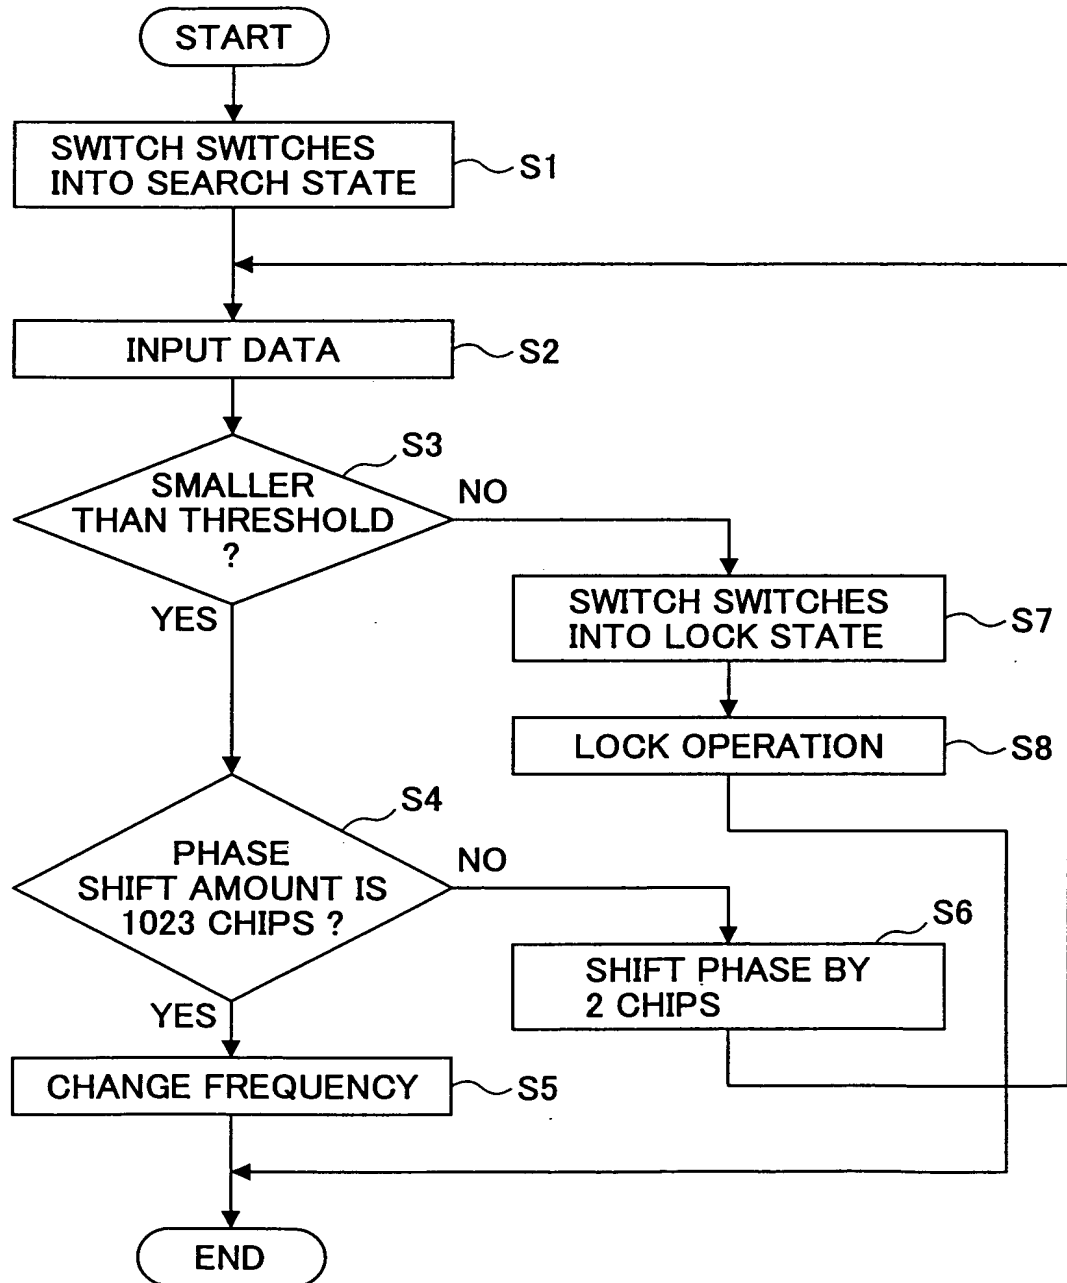 START
SWITCH SWITCHES
INTO SEARCH STATE
S1
INPUT DATA
S2
S3
SMALLER
THAN THRESHOLD
?
NO
YES
SWITCH SWITCHES
INTO LOCK STATE
S7
LOCK OPERATION
S8
S4
PHASE
SHIFT AMOUNT IS
1023 CHIPS ?
NO
YES
S6
SHIFT PHASE BY
2 CHIPS
CHANGE FREQUENCY
S5
END